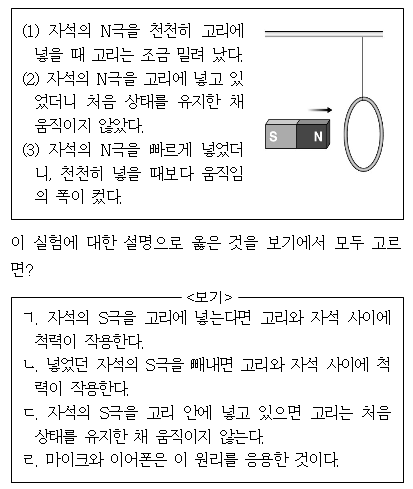 (1) 자석의 N극을 천천히 고리에
넣을 때 고리는 조금 밀려 났다.
(2) 자석의 N극을 고리에 넣고 있
었더니 처음 상태를 유지한 채
움직이지 않았다.
(3) 자석의 N극을 빠르게 넣었더
니, 천천히 넣을 때보다 움직임
의 폭이 컸다.
S N
이 실험에 대한 설명으로 옳은 것을 보기에서 모두 고르
면?
<보기>
ㄱ. 자석의 S극을 고리에 넣는다면 고리와 자석 사이에
척력이 작용한다.
ㄴ. 넣었던 자석의 S극을 빼내면 고리와 자석 사이에 척
력이 작용한다.
ㄷ. 자석의 S극을 고리 안에 넣고 있으면 고리는 처음
상태를 유지한 채 움직이지 않는다.
ㄹ. 마이크와 이어폰은 이 원리를 응용한 것이다.